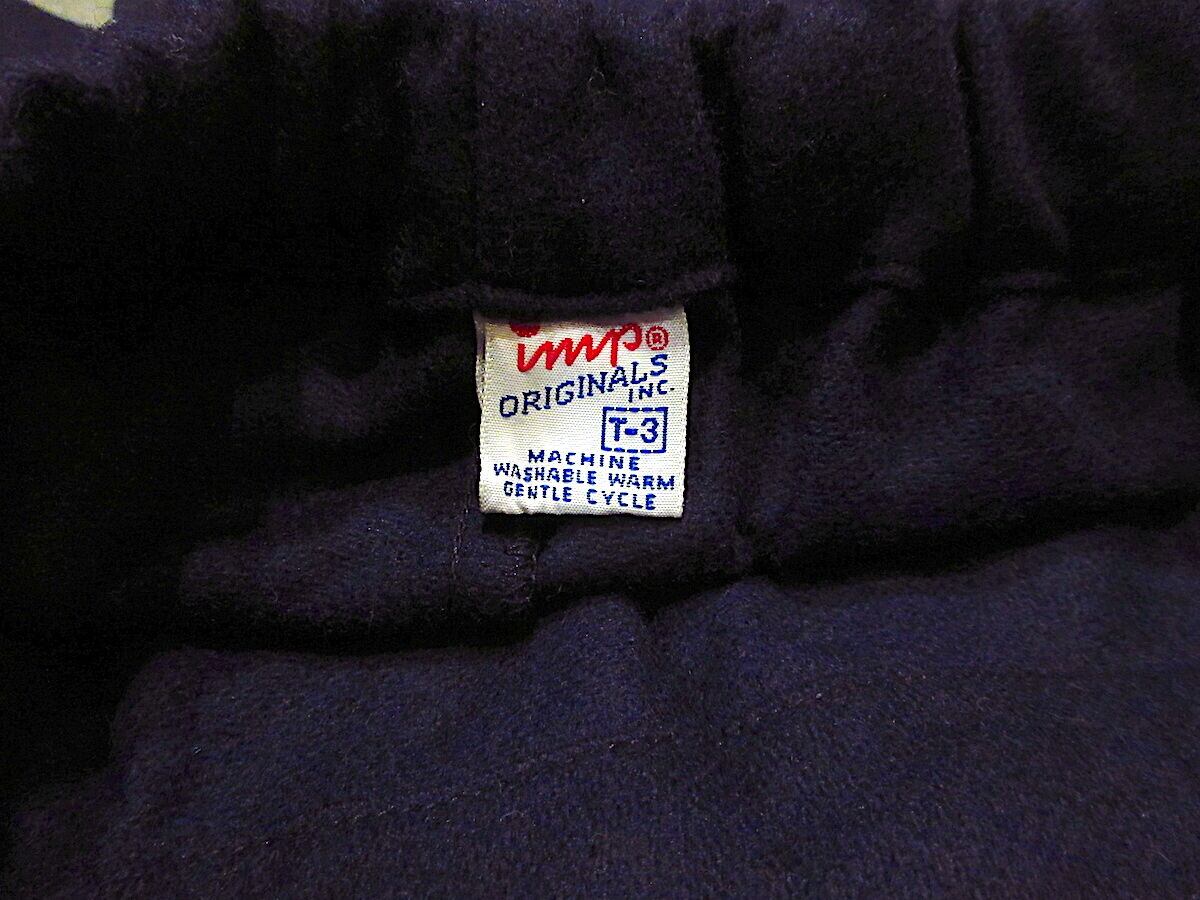 imp®
ORIGINALS
INC.
T-3
MACHINE
WASHABLE WARM
GENTLE CYCLE